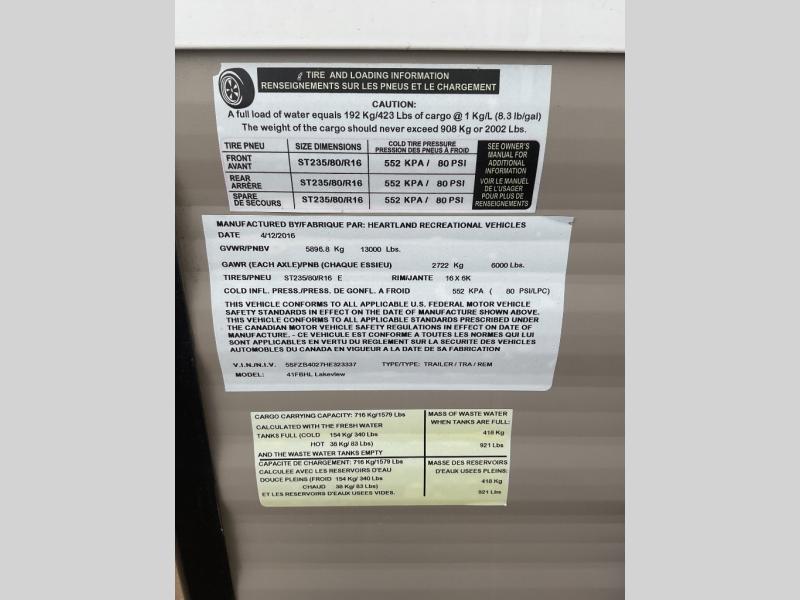 TIRE AND LOADING INFORMATION
RENSEIGNEMENTS SUR LES PNEUS ET LE CHARGEMENT
CAUTION:
A full load of water equals 192 Kg/423 Lbs of cargo @ 1 Kg/L (8.3 lb/gal)
The weight of the cargo should never exceed 908 Kg or 2002 Lbs.
TIRE PNEU SIZE DIMENSIONS COLD TIRE PRESSURE
PRESSION DES PNEUS À FROID
FRONT
AVANT ST235/80/R16 552 KPA / 80 PSI
REAR
ARRIÈRE ST235/80/R16 552 KPA / 80 PSI
SPARE
DE SECOURS ST235/80/R16 552 KPA / 80 PSI
SEE OWNER'S
MANUAL FOR
ADDITIONAL
INFORMATION
VOIR LE MANUEL
DE L'USAGER
POUR PLUS DE
RENSEIGNEMENTS
MANUFACTURED BY/FABRIQUE PAR: HEARTLAND RECREATIONAL VEHICLES
DATE 4/12/2016
GVWR/PNBV 5896.8 Kg 13000 Lbs.
GAWR (EACH AXLE)/PNB (CHAQUE ESSIEU) 2722 Kg 6000 Lbs.
TIRES/PNEU ST235/80/R16 E RIM/JANTE 16 X 6K
COLD INFL. PRESS./PRESS. DE GONFL. A FROID 552 KPA ( 80 PSI/LPC)
THIS VEHICLE CONFORMS TO ALL APPLICABLE U.S. FEDERAL MOTOR VEHICLE
SAFETY STANDARDS IN EFFECT ON THE DATE OF MANUFACTURE SHOWN ABOVE.
THIS VEHICLE CONFORMS TO ALL APPLICABLE STANDARDS PRESCRIBED UNDER
THE CANADIAN MOTOR VEHICLE SAFETY REGULATIONS IN EFFECT ON DATE OF
MANUFACTURE. - CE VEHICULE EST CONFORME A TOUTES LES NORMES QUI LUI
SONT APPLICABLES EN VERTU DU REGLEMENT SUR LA SECURITE DES VEHICLES
AUTOMOBILES DU CANADA EN VIGUEUR A LA DATE DE SA FABRICATION
V.I.N./N.I.V. 5SFZB4027HE323337 TYPE/TYPE: TRAILER / TRA / REM
MODEL: 41FBHL Lakeview
CARGO CARRYING CAPACITY: 716 Kg/1579 Lbs
CALCULATED WITH THE FRESH WATER
TANKS FULL (COLD 154 Kg/ 340 Lbs
HOT 38 Kg/ 83 Lbs)
AND THE WASTE WATER TANKS EMPTY
MASS OF WASTE WATER
WHEN TANKS ARE FULL:
418 Kg
921 Lbs
CAPACITE DE CHARGEMENT: 716 Kg/1579 Lbs
CALCULEE AVEC LES RESERVOIRS D'EAU
DOUCE PLEINS (FROID 154 Kg/ 340 Lbs
CHAUD 38 Kg/ 83 Lbs)
ET LES RESERVOIRS D'EAUX USEES VIDES.
MASSE DES RESERVOIRS
D'EAUX USEES PLEINS:
418 Kg
921 Lbs